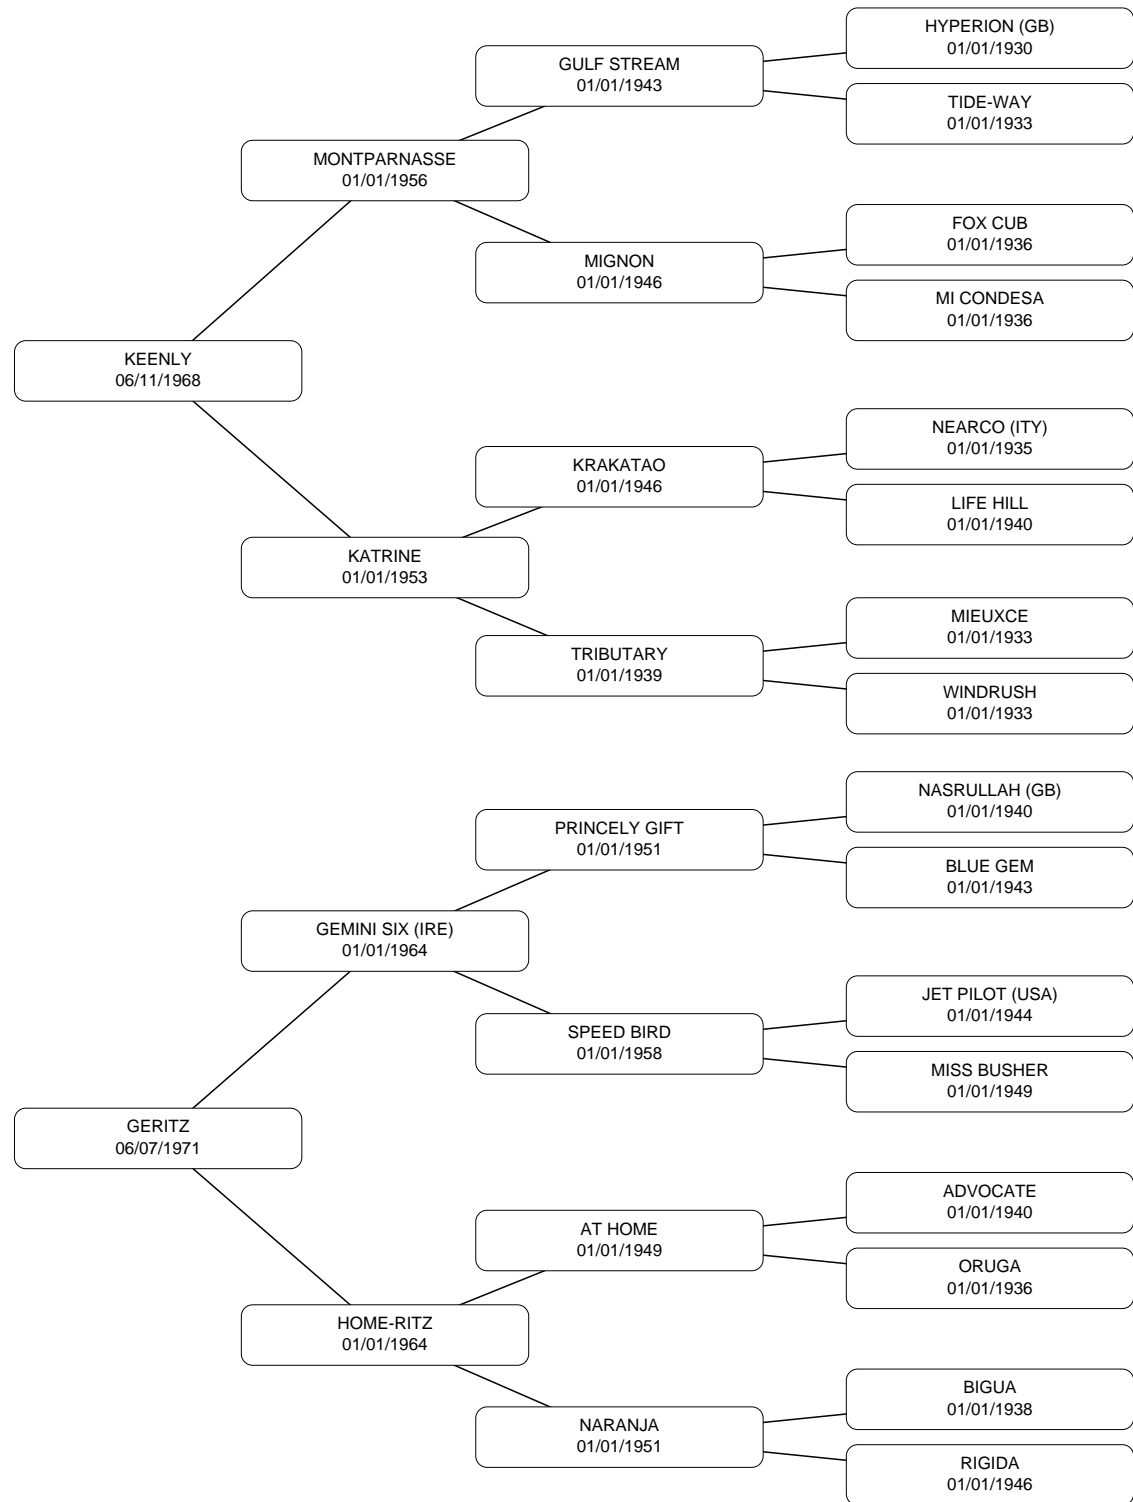 HYPERION (GB)
01/01/1930
GULF STREAM
01/01/1943
TIDE-WAY
01/01/1933
MONTPARNASSE
01/01/1956
FOX CUB
01/01/1936
MIGNON
01/01/1946
MI CONDESA
01/01/1936
KEENLY
06/11/1968
NEARCO (ITY)
01/01/1935
KRAKATAO
01/01/1946
LIFE HILL
01/01/1940
KATRINE
01/01/1953
MIEUXCE
01/01/1933
TRIBUTARY
01/01/1939
WINDRUSH
01/01/1933
NASRULLAH (GB)
01/01/1940
PRINCELY GIFT
01/01/1951
BLUE GEM
01/01/1943
GEMINI SIX (IRE)
01/01/1964
JET PILOT (USA)
01/01/1944
SPEED BIRD
01/01/1958
MISS BUSHER
01/01/1949
GERITZ
06/07/1971
ADVOCATE
01/01/1940
AT HOME
01/01/1949
ORUGA
01/01/1936
HOME-RITZ
01/01/1964
BIGUA
01/01/1938
NARANJA
01/01/1951
RIGIDA
01/01/1946